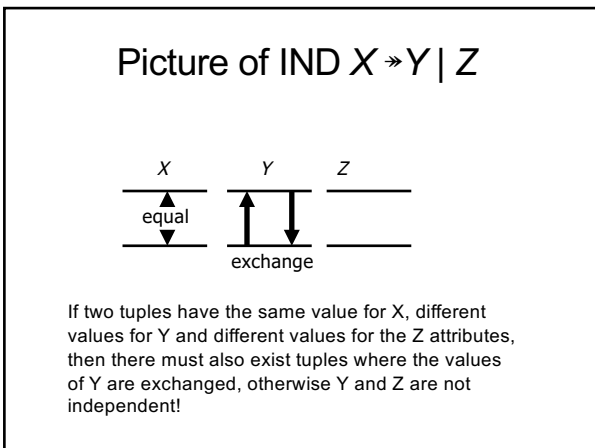 Picture of IND X ↠Y | Z
X Y Z
equal
exchange
If two tuples have the same value for X, different
values for Y and different values for the Z attributes,
then there must also exist tuples where the values
of Y are exchanged, otherwise Y and Z are not
independent!